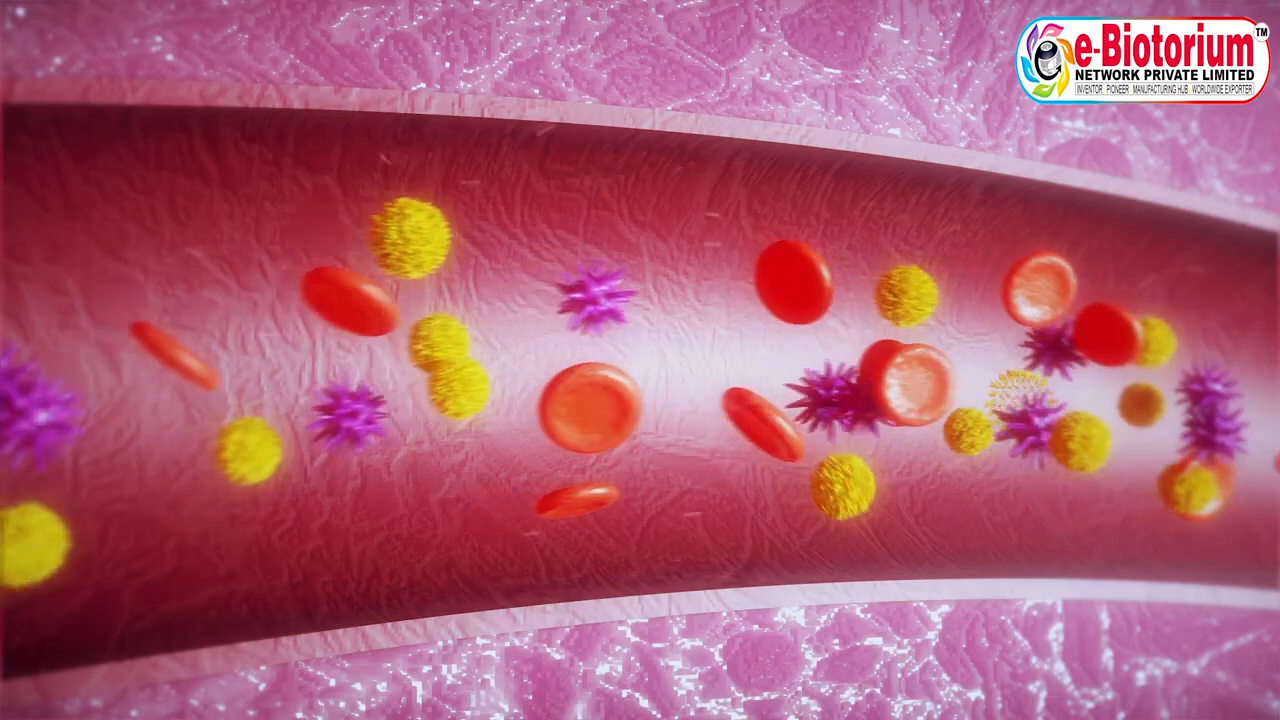 e-Biotorium™
NETWORK PRIVATE LIMITED
INVENTOR PIONEER MANUFACTURING HUB WORLDWIDE EXPORTER